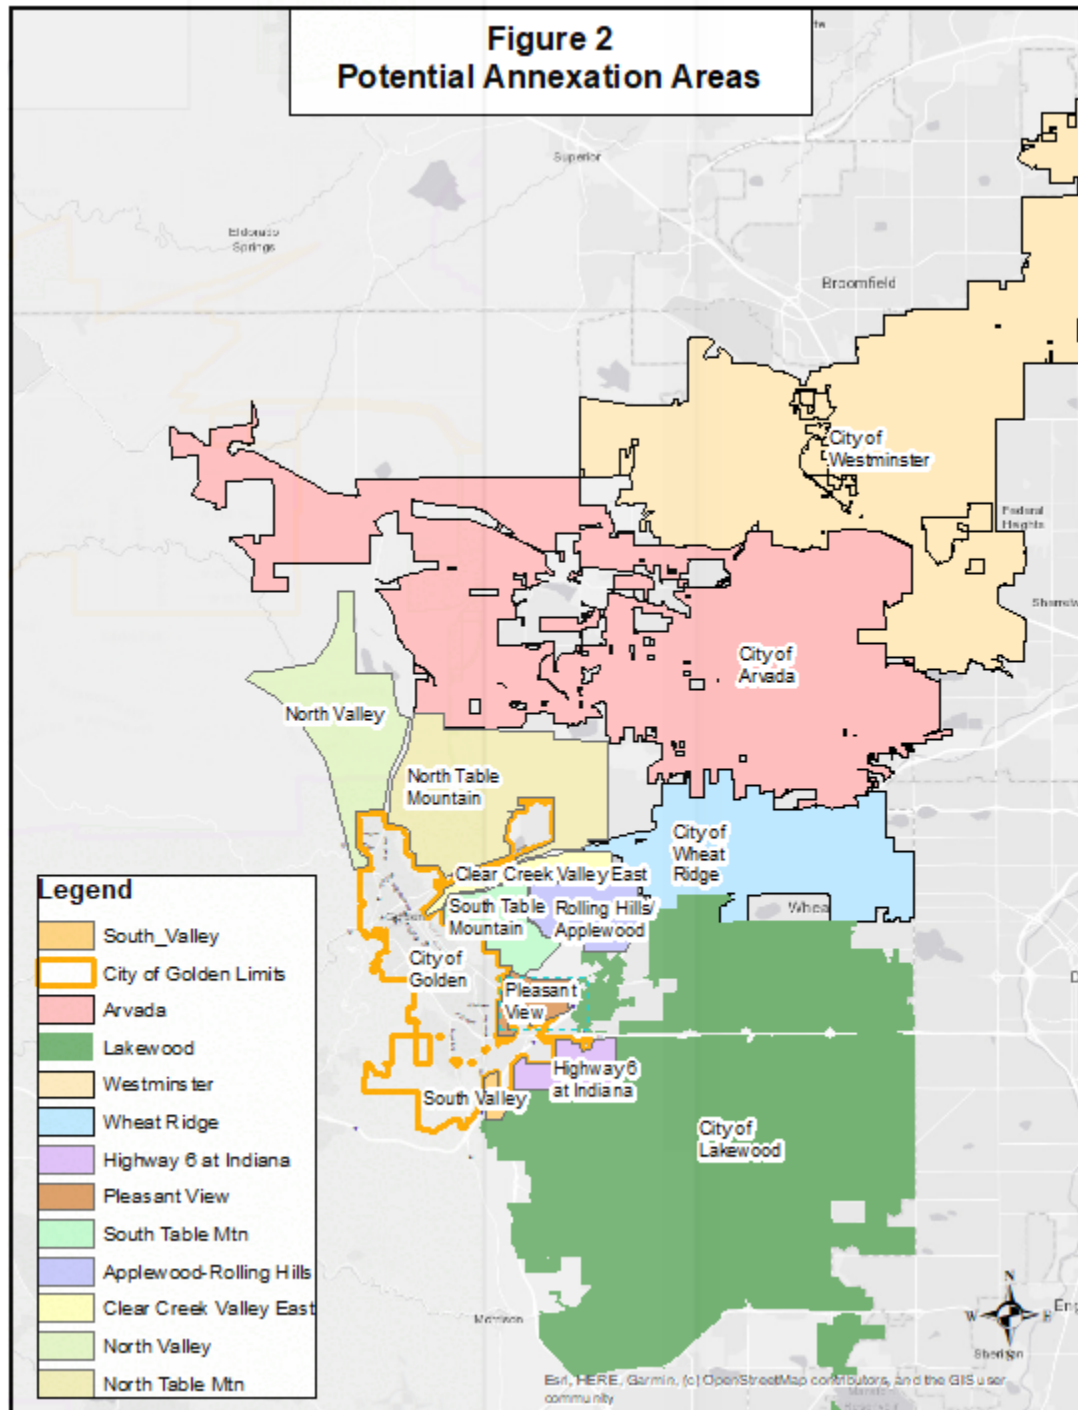 Figure 2
Potential Annexation Areas
Superior
Eldorado
Springs
Broomfield
City of
Westminster
Federal
Heights
City of
Arvada
North Valley
North Table
Mountain
City of
Wheat
Ridge
Clear Creek Valley East
South Table
Mountain
Rolling Hills/
Applewood
Whea
City of
Golden
Pleasant
View
Highway 6
at Indiana
South Valley
City of
Lakewood
Morrison
Legend
South_Valley
City of Golden Limits
Arvada
Lakewood
Westminster
Wheat Ridge
Highway 6 at Indiana
Pleasant View
South Table Mtn
Applewood-Rolling Hills
Clear Creek Valley East
North Valley
North Table Mtn
N
W E
S
Eng
Esri, HERE, Garmin, (c) OpenStreetMap contributors, and the GIS user
community